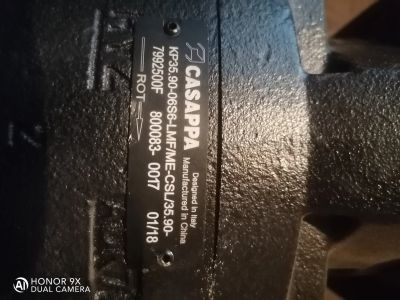 CASAPPA
Designed in Italy
Manufactured in China
KP35.90-06S6-LMF/ME-CSL/35.90-
7992500F 800083- 0017 01/18
ROT
HONOR 9X
DUAL CAMERA